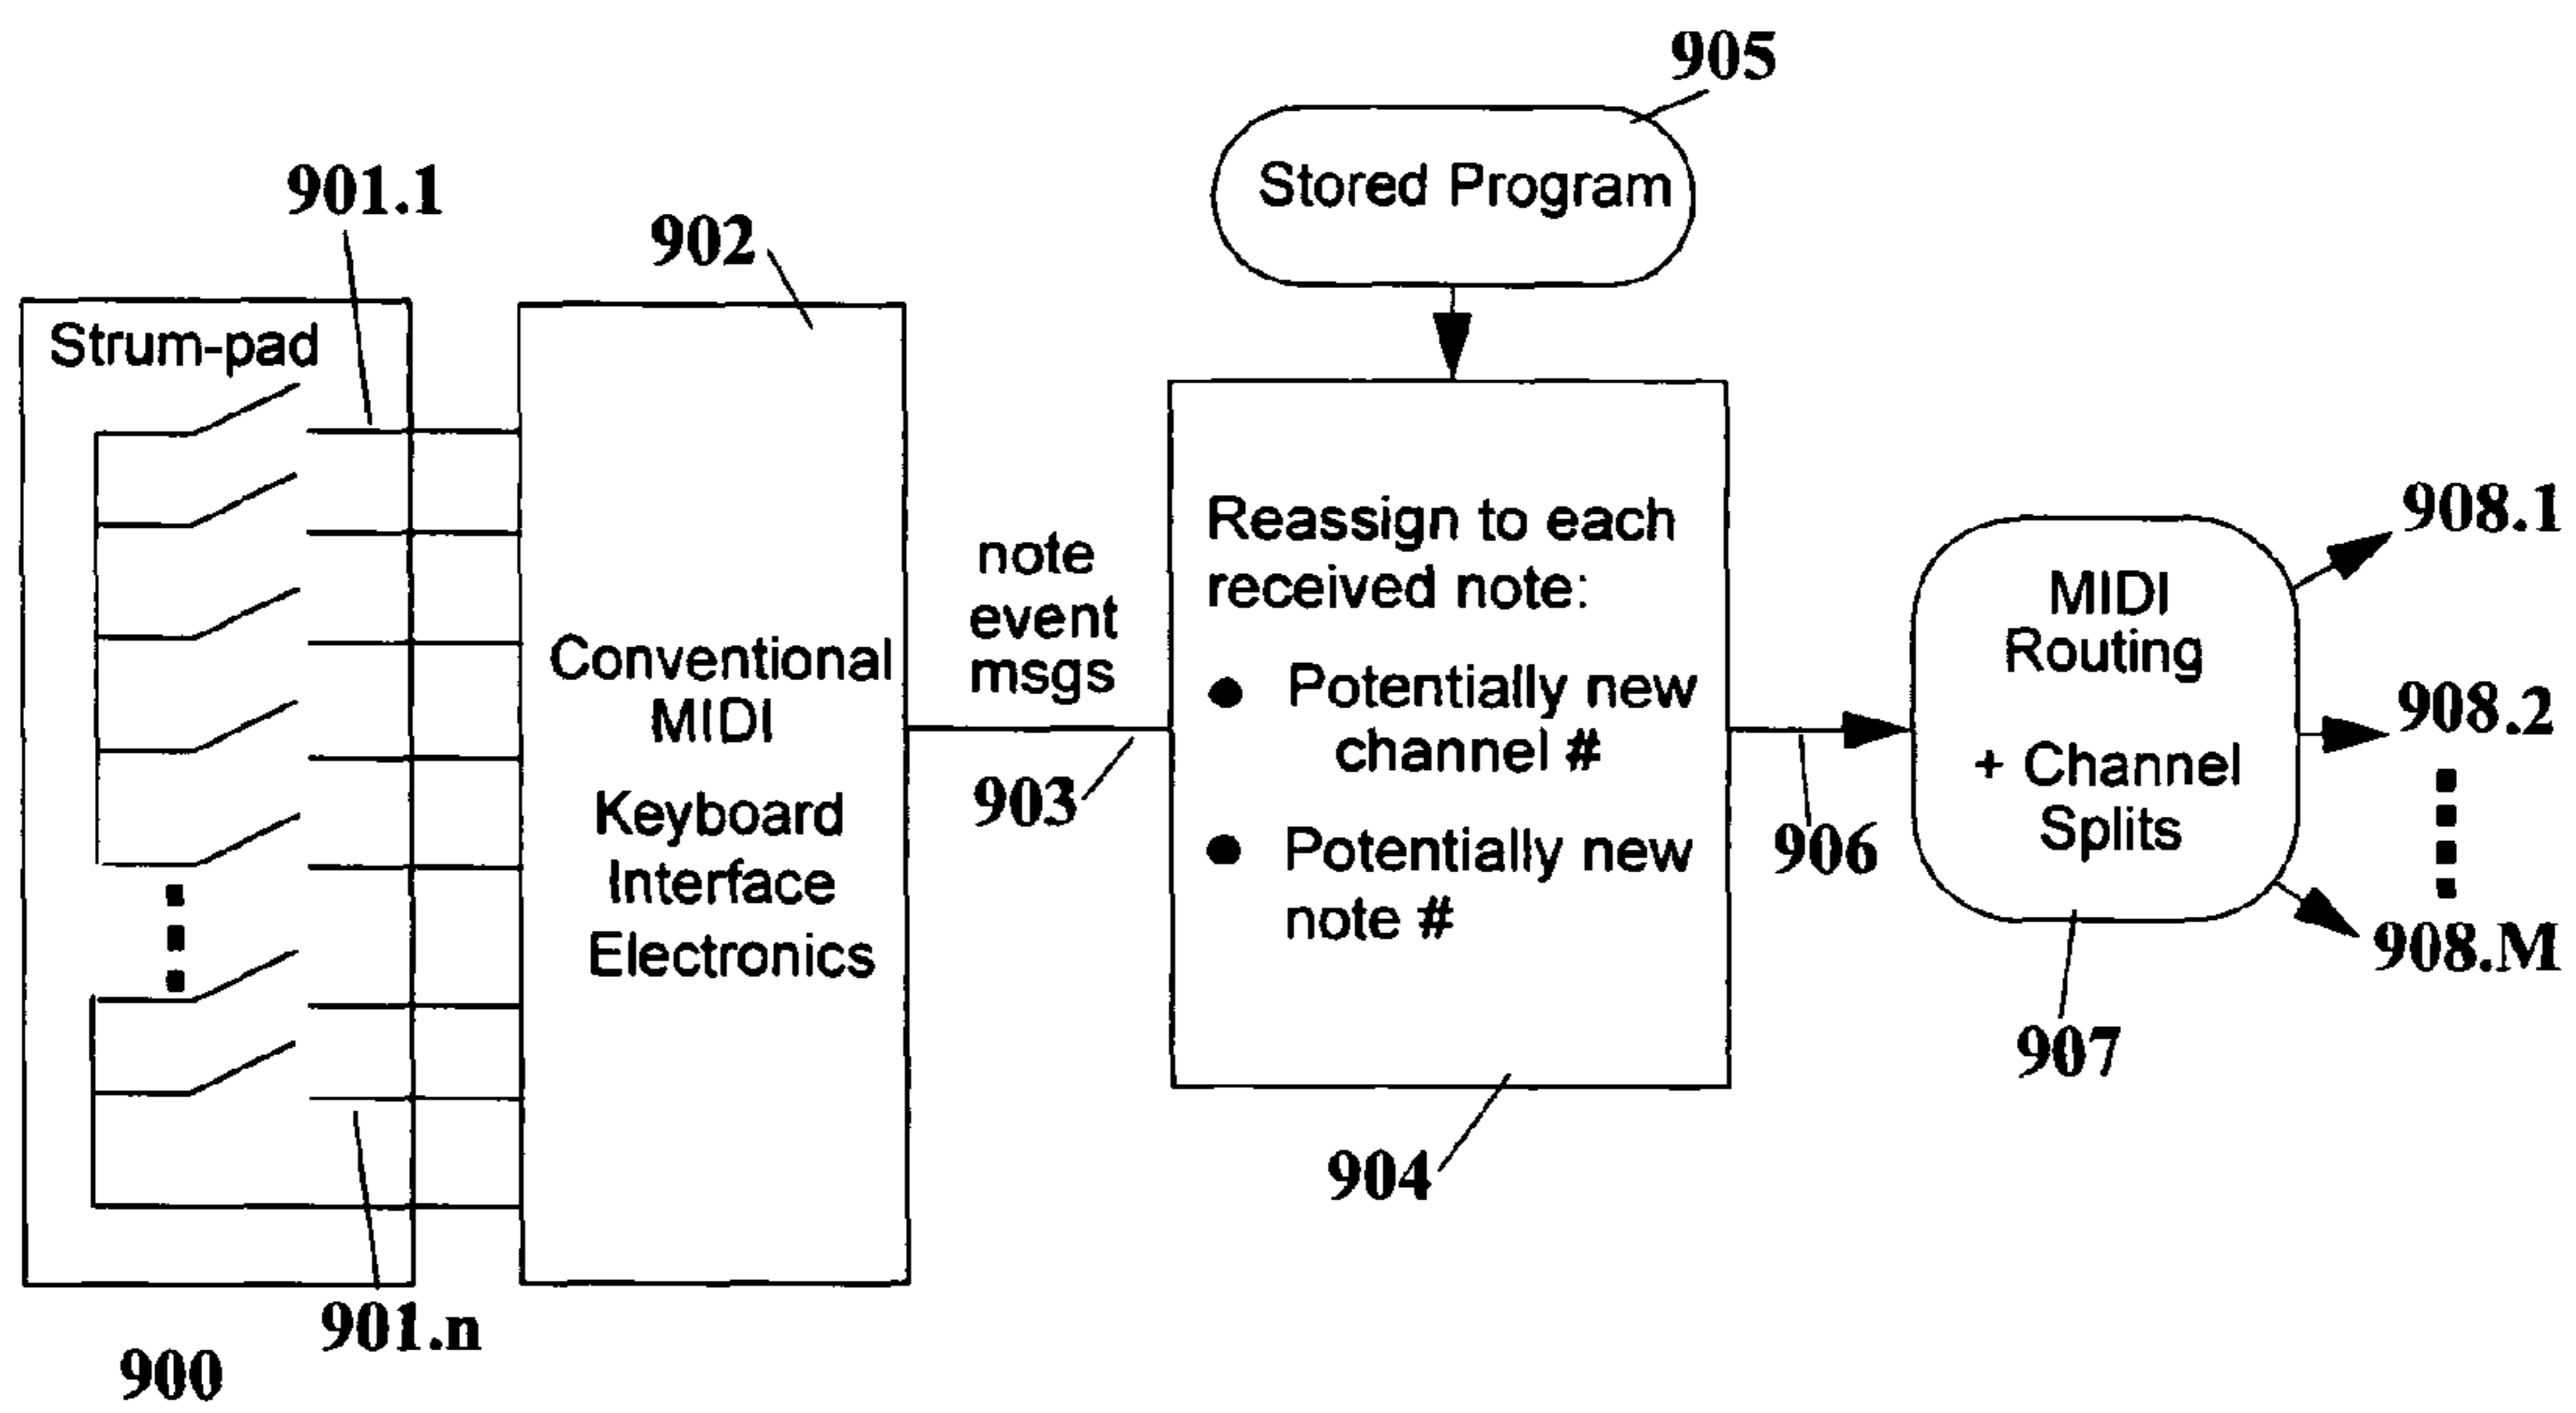 905
Stored Program
901.1
902
Strum-pad
Conventional
MIDI
Keyboard
Interface
Electronics
901.n
900
note
event
msgs
903
Reassign to each
received note:
● Potentially new
channel #
● Potentially new
note #
904
906
MIDI
Routing
+ Channel
Splits
907
908.1
908.2
908.M